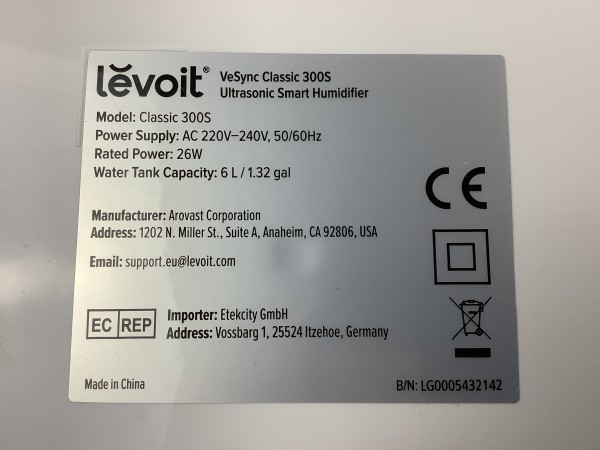 lĕvoit® VeSync Classic 300S
Ultrasonic Smart Humidifier
Model: Classic 300S
Power Supply: AC 220V–240V, 50/60Hz
Rated Power: 26W
Water Tank Capacity: 6 L / 1.32 gal
CE
Manufacturer: Arovast Corporation
Address: 1202 N. Miller St., Suite A, Anaheim, CA 92806, USA
Email: support.eu@levoit.com
EC REP
Importer: Etekcity GmbH
Address: Vossbarg 1, 25524 Itzehoe, Germany
Made in China
B/N: LG0005432142